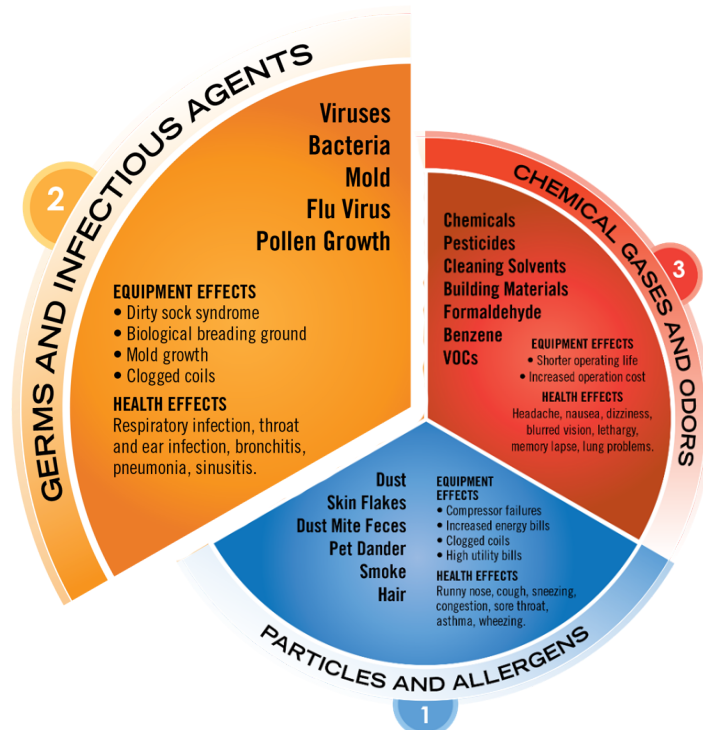 GERMS AND INFECTIOUS AGENTS
2
Viruses
Bacteria
Mold
Flu Virus
Pollen Growth
EQUIPMENT EFFECTS
• Dirty sock syndrome
• Biological breading ground
• Mold growth
• Clogged coils
HEALTH EFFECTS
Respiratory infection, throat
and ear infection, bronchitis,
pneumonia, sinusitis.
CHEMICAL GASES AND ODORS
3
Chemicals
Pesticides
Cleaning Solvents
Building Materials
Formaldehyde
Benzene
VOCs
EQUIPMENT EFFECTS
• Shorter operating life
• Increased operation cost
HEALTH EFFECTS
Headache, nausea, dizziness,
blurred vision, lethargy,
memory lapse, lung problems.
Dust
Skin Flakes
Dust Mite Feces
Pet Dander
Smoke
Hair
EQUIPMENT
EFFECTS
• Compressor failures
• Increased energy bills
• Clogged coils
• High utility bills
HEALTH EFFECTS
Runny nose, cough, sneezing,
congestion, sore throat,
asthma, wheezing.
PARTICLES AND ALLERGENS
1